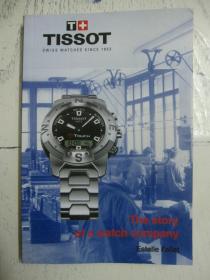 T+
TISSOT
SWISS WATCHES SINCE 1853
The story
of a watch company
Estelle Fallet